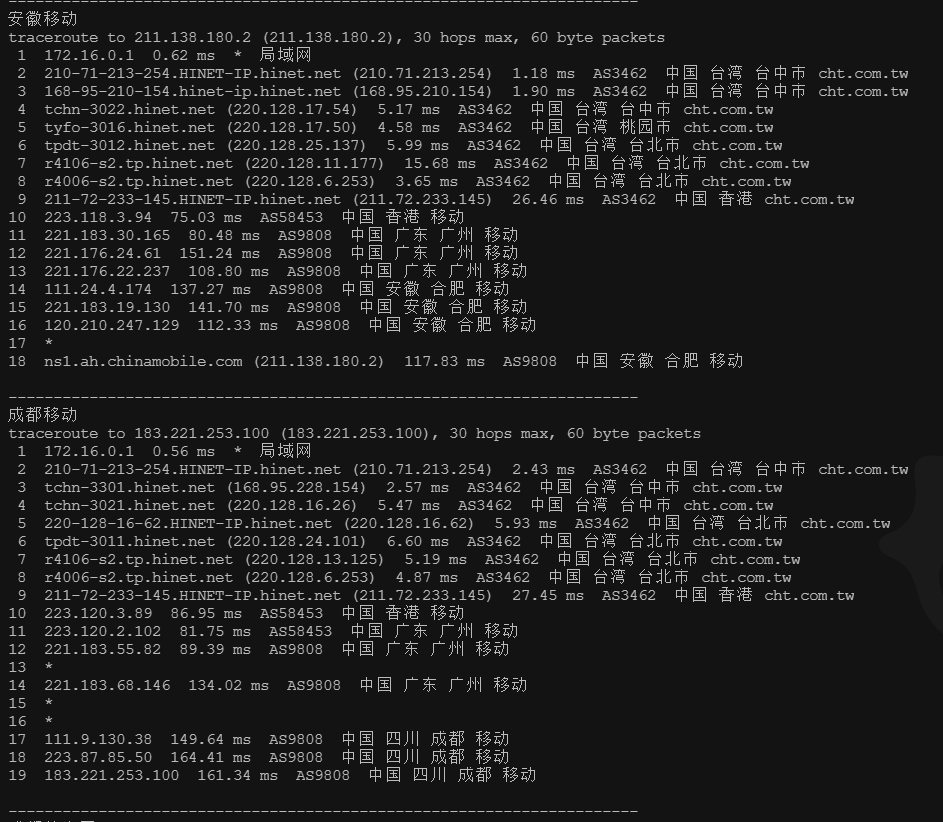 ----------------------------------------------------------------------
安徽移动
traceroute to 211.138.180.2 (211.138.180.2), 30 hops max, 60 byte packets
1 172.16.0.1 0.62 ms * 局域网
2 210-71-213-254.HINET-IP.hinet.net (210.71.213.254) 1.18 ms AS3462 中国 台湾 台中市 cht.com.tw
3 168-95-210-154.hinet-ip.hinet.net (168.95.210.154) 1.90 ms AS3462 中国 台湾 台中市 cht.com.tw
4 tchn-3022.hinet.net (220.128.17.54) 5.17 ms AS3462 中国 台湾 台中市 cht.com.tw
5 tyfo-3016.hinet.net (220.128.17.50) 4.58 ms AS3462 中国 台湾 桃园市 cht.com.tw
6 tpdt-3012.hinet.net (220.128.25.137) 5.99 ms AS3462 中国 台湾 台北市 cht.com.tw
7 r4106-s2.tp.hinet.net (220.128.11.177) 15.68 ms AS3462 中国 台湾 台北市 cht.com.tw
8 r4006-s2.tp.hinet.net (220.128.6.253) 3.65 ms AS3462 中国 台湾 台北市 cht.com.tw
9 211-72-233-145.HINET-IP.hinet.net (211.72.233.145) 26.46 ms AS3462 中国 香港 cht.com.tw
10 223.118.3.94 75.03 ms AS58453 中国 香港 移动
11 221.183.30.165 80.48 ms AS9808 中国 广东 广州 移动
12 221.176.24.61 151.24 ms AS9808 中国 广东 广州 移动
13 221.176.22.237 108.80 ms AS9808 中国 广东 广州 移动
14 111.24.4.174 137.27 ms AS9808 中国 安徽 合肥 移动
15 221.183.19.130 141.70 ms AS9808 中国 安徽 合肥 移动
16 120.210.247.129 112.33 ms AS9808 中国 安徽 合肥 移动
17 *
18 ns1.ah.chinamobile.com (211.138.180.2) 117.83 ms AS9808 中国 安徽 合肥 移动
----------------------------------------------------------------------
成都移动
traceroute to 183.221.253.100 (183.221.253.100), 30 hops max, 60 byte packets
1 172.16.0.1 0.56 ms * 局域网
2 210-71-213-254.HINET-IP.hinet.net (210.71.213.254) 2.43 ms AS3462 中国 台湾 台中市 cht.com.tw
3 tchn-3301.hinet.net (168.95.228.154) 2.57 ms AS3462 中国 台湾 台中市 cht.com.tw
4 tchn-3021.hinet.net (220.128.16.26) 5.47 ms AS3462 中国 台湾 台中市 cht.com.tw
5 220-128-16-62.HINET-IP.hinet.net (220.128.16.62) 5.93 ms AS3462 中国 台湾 台北市 cht.com.tw
6 tpdt-3011.hinet.net (220.128.24.101) 6.60 ms AS3462 中国 台湾 台北市 cht.com.tw
7 r4106-s2.tp.hinet.net (220.128.13.125) 5.19 ms AS3462 中国 台湾 台北市 cht.com.tw
8 r4006-s2.tp.hinet.net (220.128.6.253) 4.87 ms AS3462 中国 台湾 台北市 cht.com.tw
9 211-72-233-145.HINET-IP.hinet.net (211.72.233.145) 27.45 ms AS3462 中国 香港 cht.com.tw
10 223.120.3.89 86.95 ms AS58453 中国 香港 移动
11 223.120.2.102 81.75 ms AS58453 中国 广东 广州 移动
12 221.183.55.82 89.39 ms AS9808 中国 广东 广州 移动
13 *
14 221.183.68.146 134.02 ms AS9808 中国 广东 广州 移动
15 *
16 *
17 111.9.130.38 149.64 ms AS9808 中国 四川 成都 移动
18 223.87.85.50 164.41 ms AS9808 中国 四川 成都 移动
19 183.221.253.100 161.34 ms AS9808 中国 四川 成都 移动
----------------------------------------------------------------------